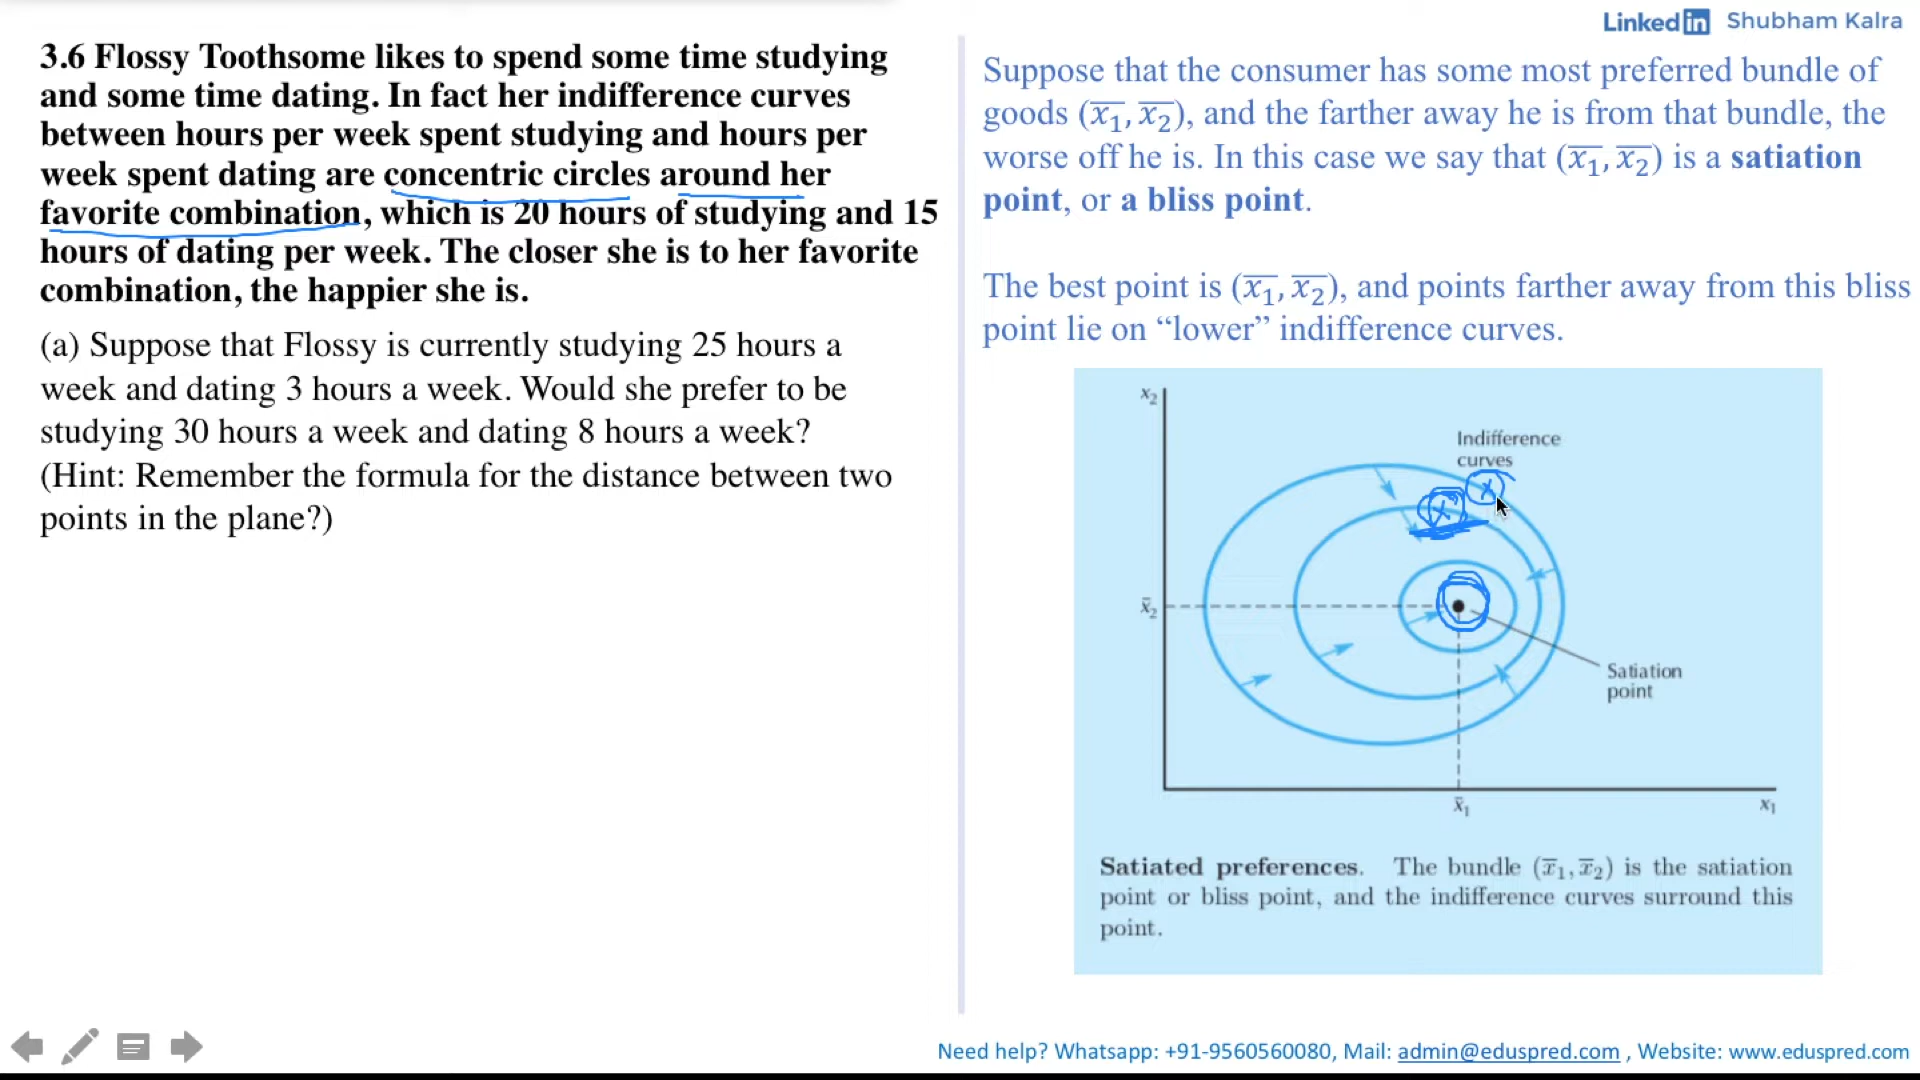 Linked in Shubham Kalra
3.6 Flossy Toothsome likes to spend some time studying
and some time dating. In fact her indifference curves
between hours per week spent studying and hours per
week spent dating are concentric circles around her
favorite combination, which is 20 hours of studying and 15
hours of dating per week. The closer she is to her favorite
combination, the happier she is.
(a) Suppose that Flossy is currently studying 25 hours a
week and dating 3 hours a week. Would she prefer to be
studying 30 hours a week and dating 8 hours a week?
(Hint: Remember the formula for the distance between two
points in the plane?)
Suppose that the consumer has some most preferred bundle of
goods (x̅₁, x̅₂), and the farther away he is from that bundle, the
worse off he is. In this case we say that (x̅₁, x̅₂) is a satiation
point, or a bliss point.
The best point is (x̅₁, x̅₂), and points farther away from this bliss
point lie on “lower” indifference curves.
x₂
Indifference
curves
x
x
x̅₂
Satiation
point
x̅₁
x₁
Satiated preferences. The bundle (x̅₁, x̅₂) is the satiation
point or bliss point, and the indifference curves surround this
point.
Need help? Whatsapp: +91-9560560080, Mail: admin@eduspred.com , Website: www.eduspred.com